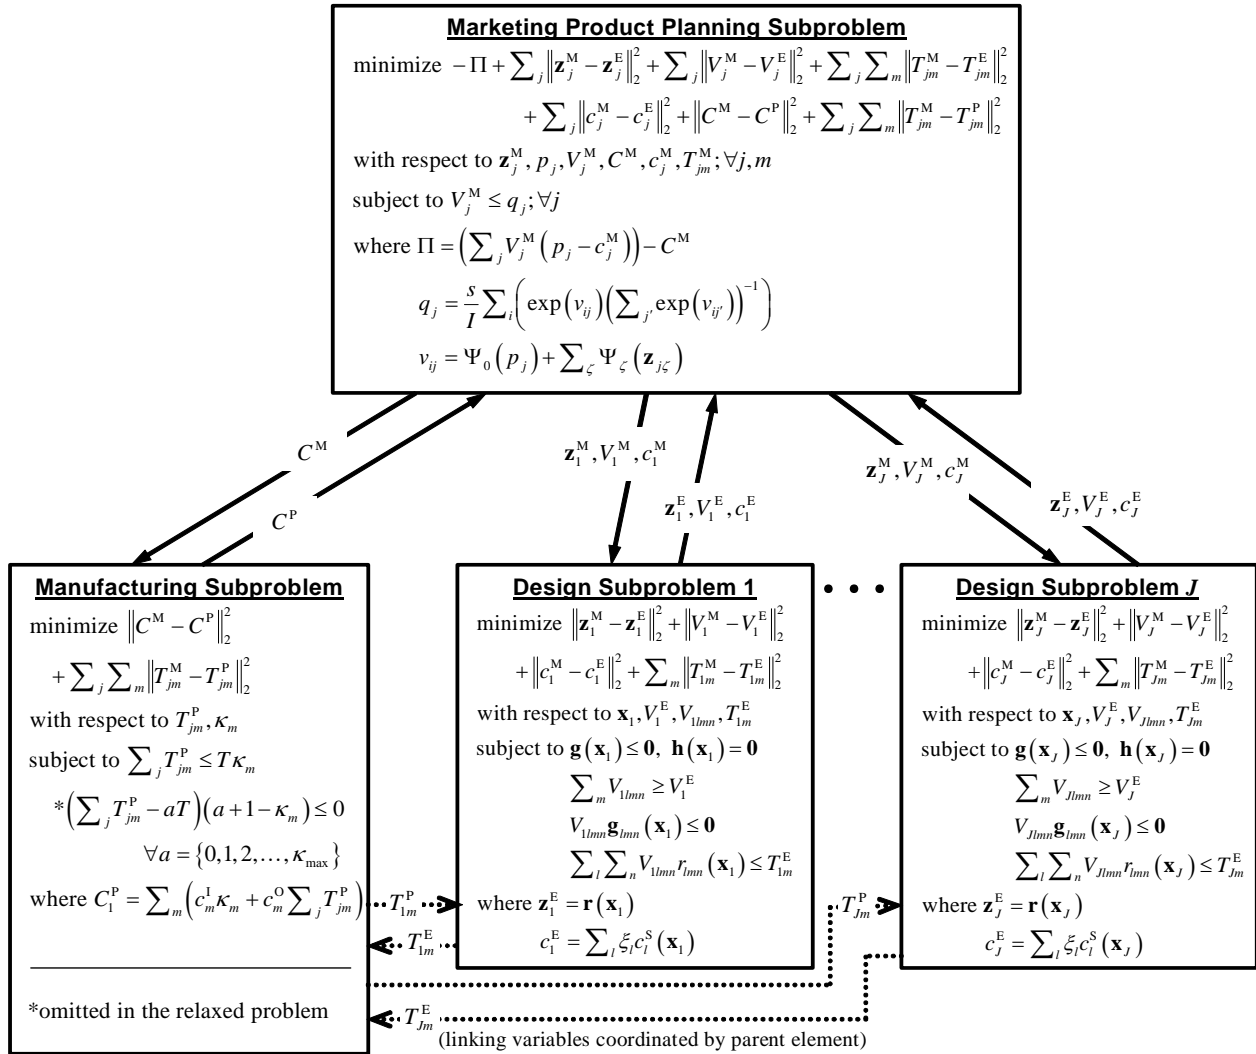 Marketing Product Planning Subproblem
minimize −Π + ∑_j ‖𝐳_j^M − 𝐳_j^E‖_2^2 + ∑_j ‖V_j^M − V_j^E‖_2^2 + ∑_j ∑_m ‖T_jm^M − T_jm^E‖_2^2
+ ∑_j ‖c_j^M − c_j^E‖_2^2 + ‖C^M − C^P‖_2^2 + ∑_j ∑_m ‖T_jm^M − T_jm^P‖_2^2
with respect to 𝐳_j^M, p_j, V_j^M, C^M, c_j^M, T_jm^M; ∀j, m
subject to V_j^M ≤ q_j; ∀j
where Π = (∑_j V_j^M (p_j − c_j^M)) − C^M
q_j = s/I ∑_i (exp(v_ij)(∑_j′ exp(v_ij′))^−1)
v_ij = Ψ_0(p_j) + ∑_ζ Ψ_ζ(𝐳_jζ)
C^M
C^P
𝐳_1^M, V_1^M, c_1^M
𝐳_1^E, V_1^E, c_1^E
𝐳_J^M, V_J^M, c_J^M
𝐳_J^E, V_J^E, c_J^E
Manufacturing Subproblem
minimize ‖C^M − C^P‖_2^2
+ ∑_j ∑_m ‖T_jm^M − T_jm^P‖_2^2
with respect to T_jm^P, κ_m
subject to ∑_j T_jm^P ≤ Tκ_m
*(∑_j T_jm^P − aT)(a + 1 − κ_m) ≤ 0
∀a = {0,1,2,…,κ_max}
where C_1^P = ∑_m (c_m^I κ_m + c_m^O ∑_j T_jm^P)
*omitted in the relaxed problem
Design Subproblem 1
minimize ‖𝐳_1^M − 𝐳_1^E‖_2^2 + ‖V_1^M − V_1^E‖_2^2
+ ‖c_1^M − c_1^E‖_2^2 + ∑_m ‖T_1m^M − T_1m^E‖_2^2
with respect to 𝐱_1, V_1^E, V_1lmn, T_1m^E
subject to 𝐠(𝐱_1) ≤ 𝟎, 𝐡(𝐱_1) = 𝟎
∑_m V_1lmn ≥ V_1^E
V_1lmn 𝐠_lmn(𝐱_1) ≤ 𝟎
∑_l ∑_n V_1lmn r_lmn(𝐱_1) ≤ T_1m^E
where 𝐳_1^E = 𝐫(𝐱_1)
c_1^E = ∑_l ξ_l c_l^S(𝐱_1)
• • •
Design Subproblem J
minimize ‖𝐳_J^M − 𝐳_J^E‖_2^2 + ‖V_J^M − V_J^E‖_2^2
+ ‖c_J^M − c_J^E‖_2^2 + ∑_m ‖T_Jm^M − T_Jm^E‖_2^2
with respect to 𝐱_J, V_J^E, V_Jlmn, T_Jm^E
subject to 𝐠(𝐱_J) ≤ 𝟎, 𝐡(𝐱_J) = 𝟎
∑_m V_Jlmn ≥ V_J^E
V_Jlmn 𝐠_lmn(𝐱_J) ≤ 𝟎
∑_l ∑_n V_Jlmn r_lmn(𝐱_J) ≤ T_Jm^E
where 𝐳_J^E = 𝐫(𝐱_J)
c_J^E = ∑_l ξ_l c_l^S(𝐱_J)
T_1m^P
T_1m^E
T_Jm^P
T_Jm^E
(linking variables coordinated by parent element)